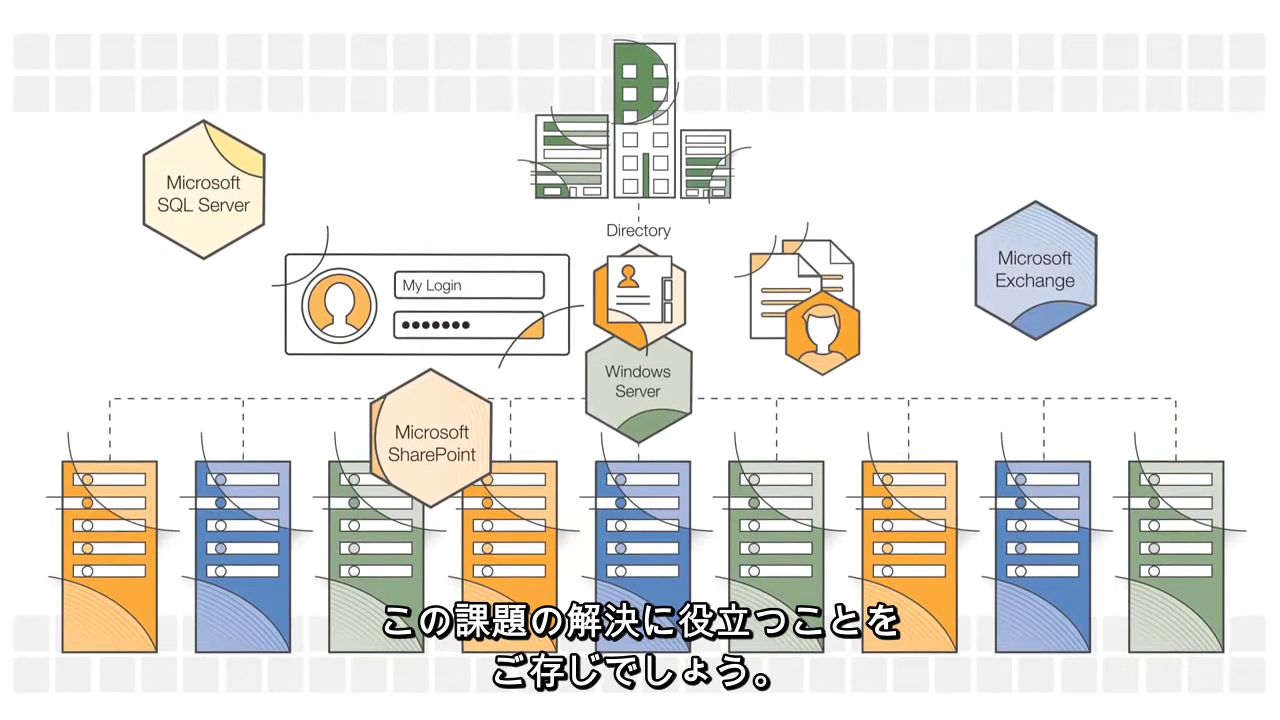 Microsoft
SQL Server
Directory
Microsoft
Exchange
My Login
Windows
Server
Microsoft
SharePoint
この課題の解決に役立つことを
ご存じでしょう。